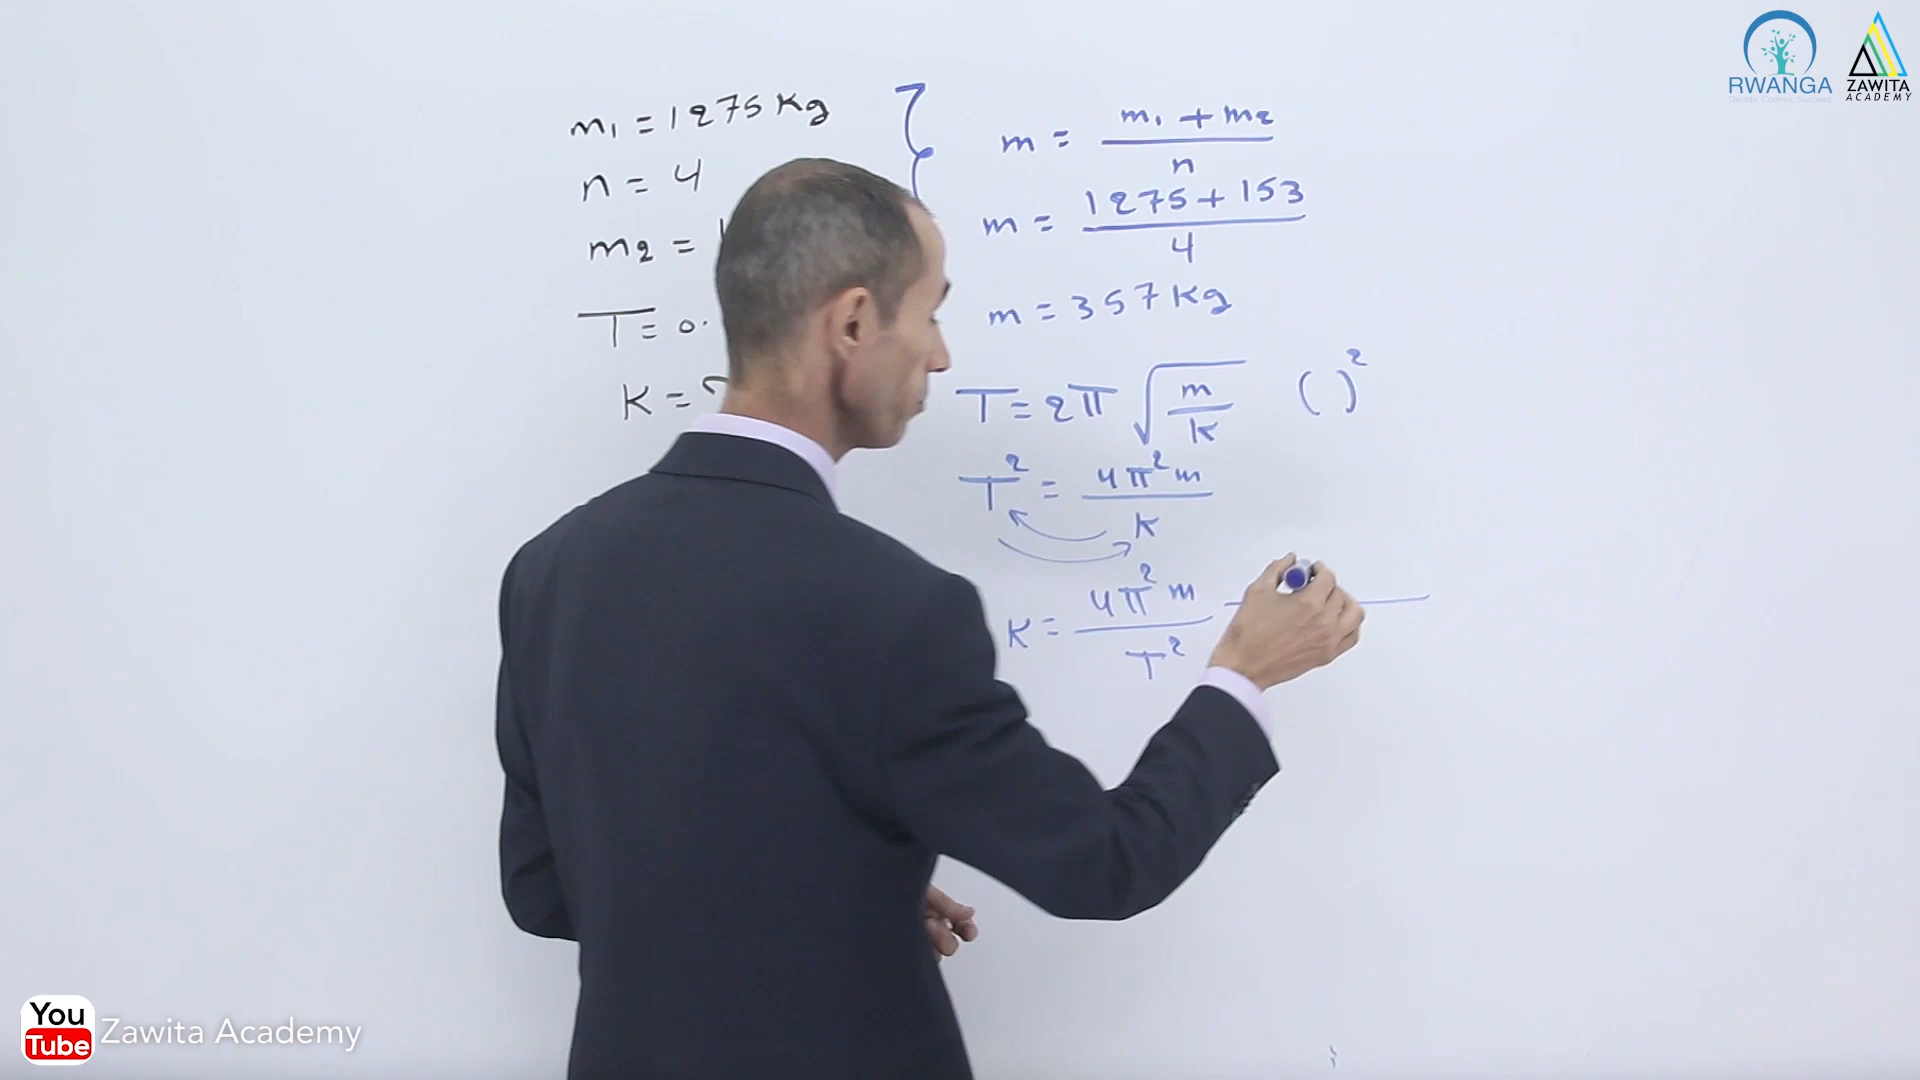 m₁ = 1275 Kg
n = 4
m₂ =
T = 0.
K =
m = (m₁ + m₂) / n
m = (1275 + 153) / 4
m = 357 Kg
T = 2π √(m/k) ( )²
T² = 4π²m / K
K = 4π²m / T²
RWANGA
ZAWITA
ACADEMY
You
Tube
Zawita Academy